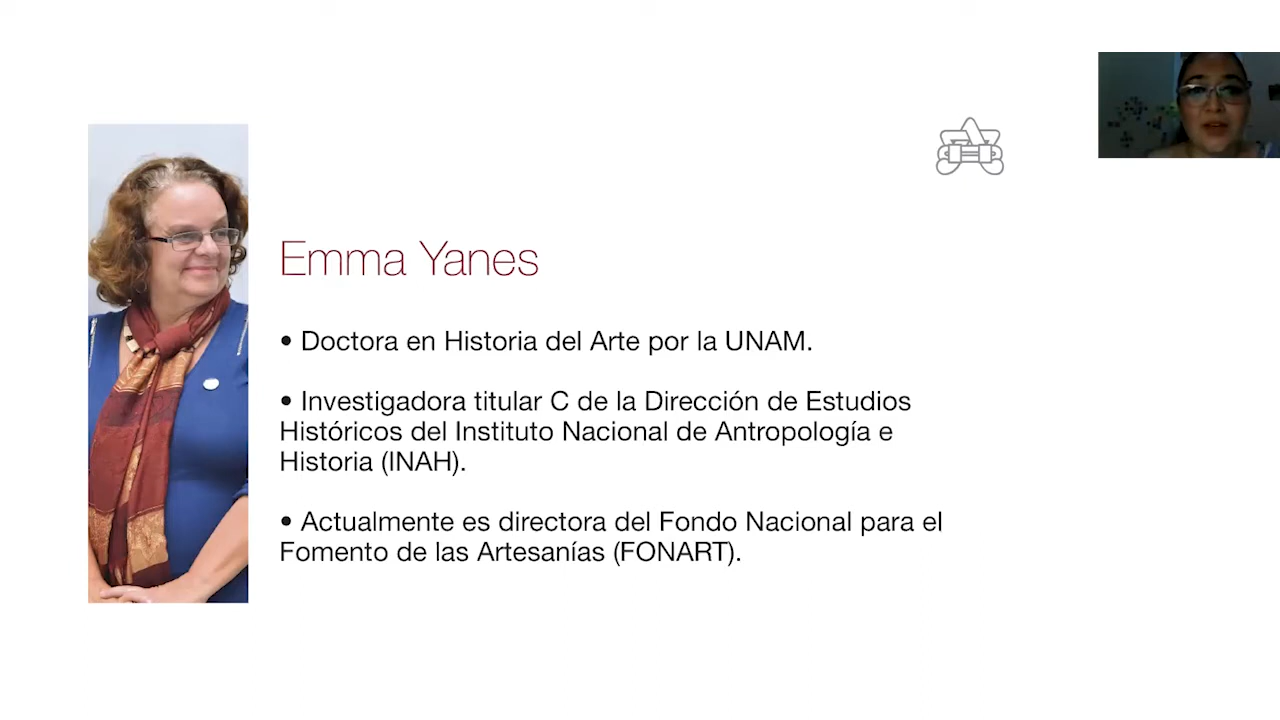 Emma Yanes
• Doctora en Historia del Arte por la UNAM.
• Investigadora titular C de la Dirección de Estudios
Históricos del Instituto Nacional de Antropología e
Historia (INAH).
• Actualmente es directora del Fondo Nacional para el
Fomento de las Artesanías (FONART).